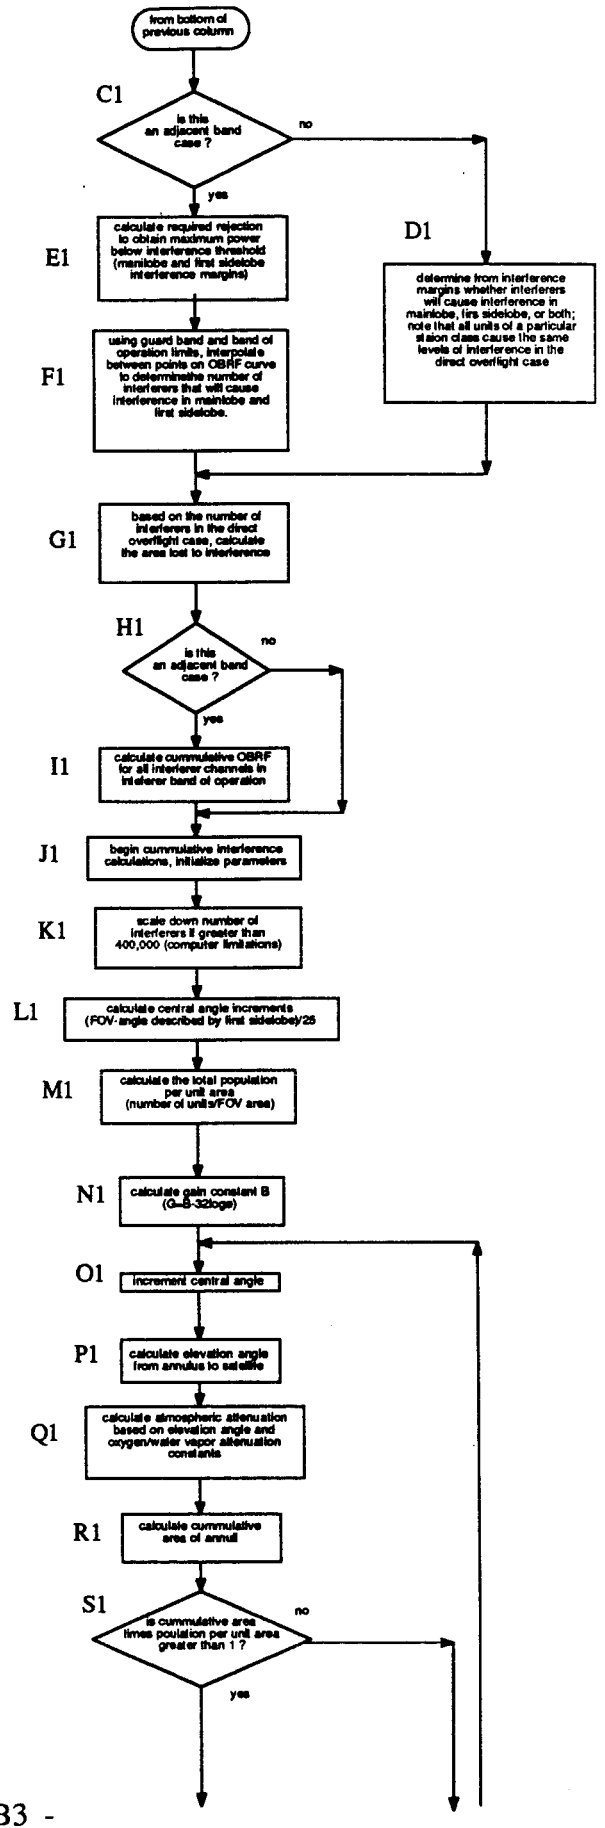 from bottom of
previous column
C1
is this
an adjacent band
case ?
no
yes
E1
calculate required rejection
to obtain maximum power
below interference threshold
(manilobe and first sidelobe
interference margins)
D1
determine from interference
margins whether interferers
will cause interference in
mainlobe, firs sidelobe, or both;
note that all units of a particular
staion class cause the same
levels of interference in the
direct overflight case
F1
using guard band and band of
operation limits, interpolate
between points on OBRF curve
to determinethe number of
interferers that will cause
interference in mainlobe and
first sidelobe.
G1
based on the number of
interferers in the direct
overflight case, calculate
the area lost to interference
H1
is this
an adjacent band
case ?
no
yes
I1
calculate cummulative OBRF
for all interferer channels in
inteferer band of operation
J1
begin cummulative interference
calculations, initialize parameters
K1
scale down number of
interferers if greater than
400,000 (computer limitations)
L1
calculate central angle increments
(FOV-angle described by first sidelobe)/25
M1
calculate the total population
per unit area
(number of units/FOV area)
N1
calculate gain constant B
(G=B-32logs)
O1
increment central angle
P1
calculate elevation angle
from annulus to satellite
Q1
calculate atmospheric attenuation
based on elevation angle and
oxygen/water vapor attenuation
constants
R1
calculate cummulative
area of annuli
S1
is cummulative area
times poulation per unit area
greater than 1 ?
no
yes
B3 -